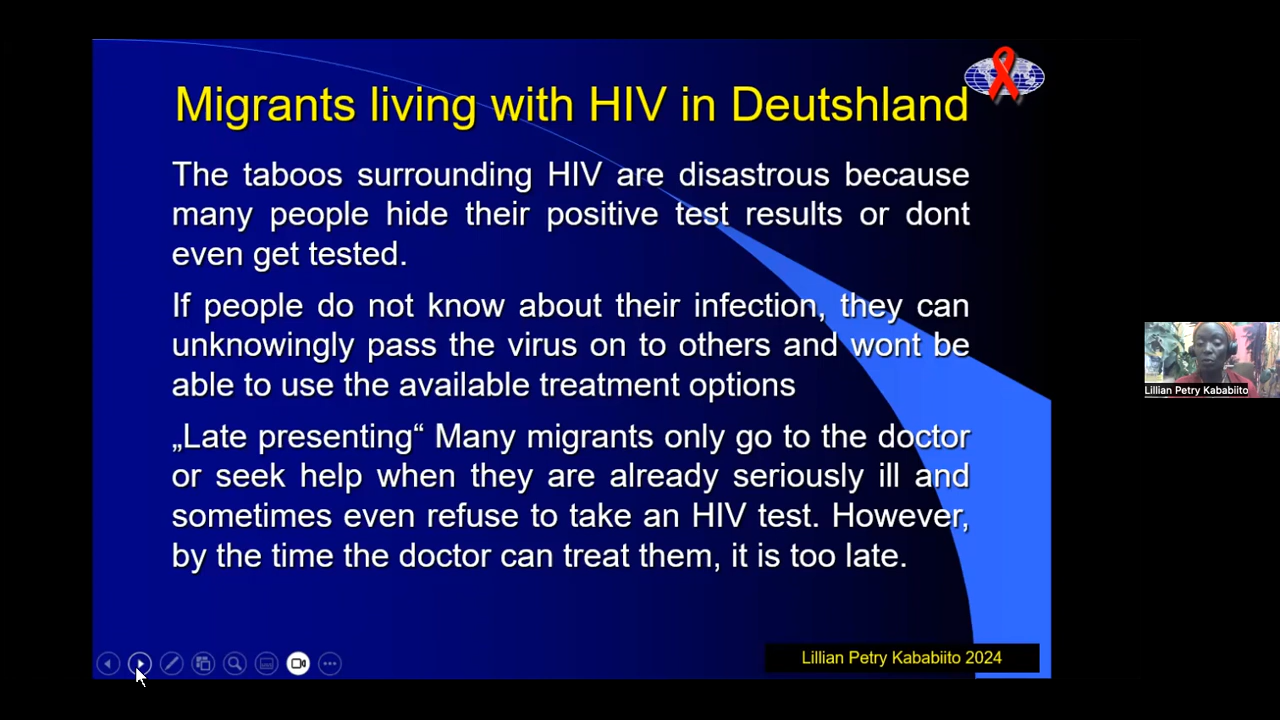 Migrants living with HIV in Deutshland
The taboos surrounding HIV are disastrous because
many people hide their positive test results or dont
even get tested.
If people do not know about their infection, they can
unknowingly pass the virus on to others and wont be
able to use the available treatment options
„Late presenting“ Many migrants only go to the doctor
or seek help when they are already seriously ill and
sometimes even refuse to take an HIV test. However,
by the time the doctor can treat them, it is too late.
Lillian Petry Kababiito 2024
Lillian Petry Kababiito